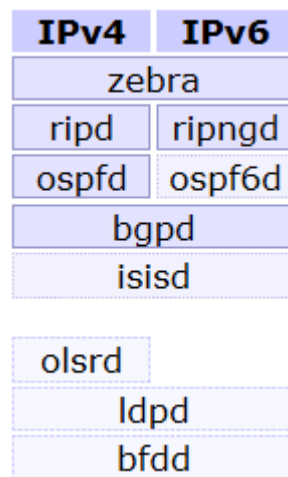 IPv4 IPv6
zebra
ripd ripngd
ospfd ospf6d
bgpd
isisd
olsrd
ldpd
bfdd